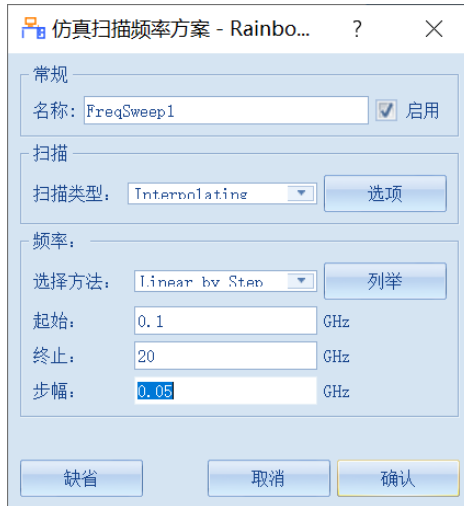 仿真扫描频率方案 - Rainbo... ?
常规
名称: FreqSweep1 启用
扫描
扫描类型: Interpolating 选项
频率:
选择方法: Linear by Step 列举
起始: 0.1 GHz
终止: 20 GHz
步幅: 0.05 GHz
缺省 取消 确认